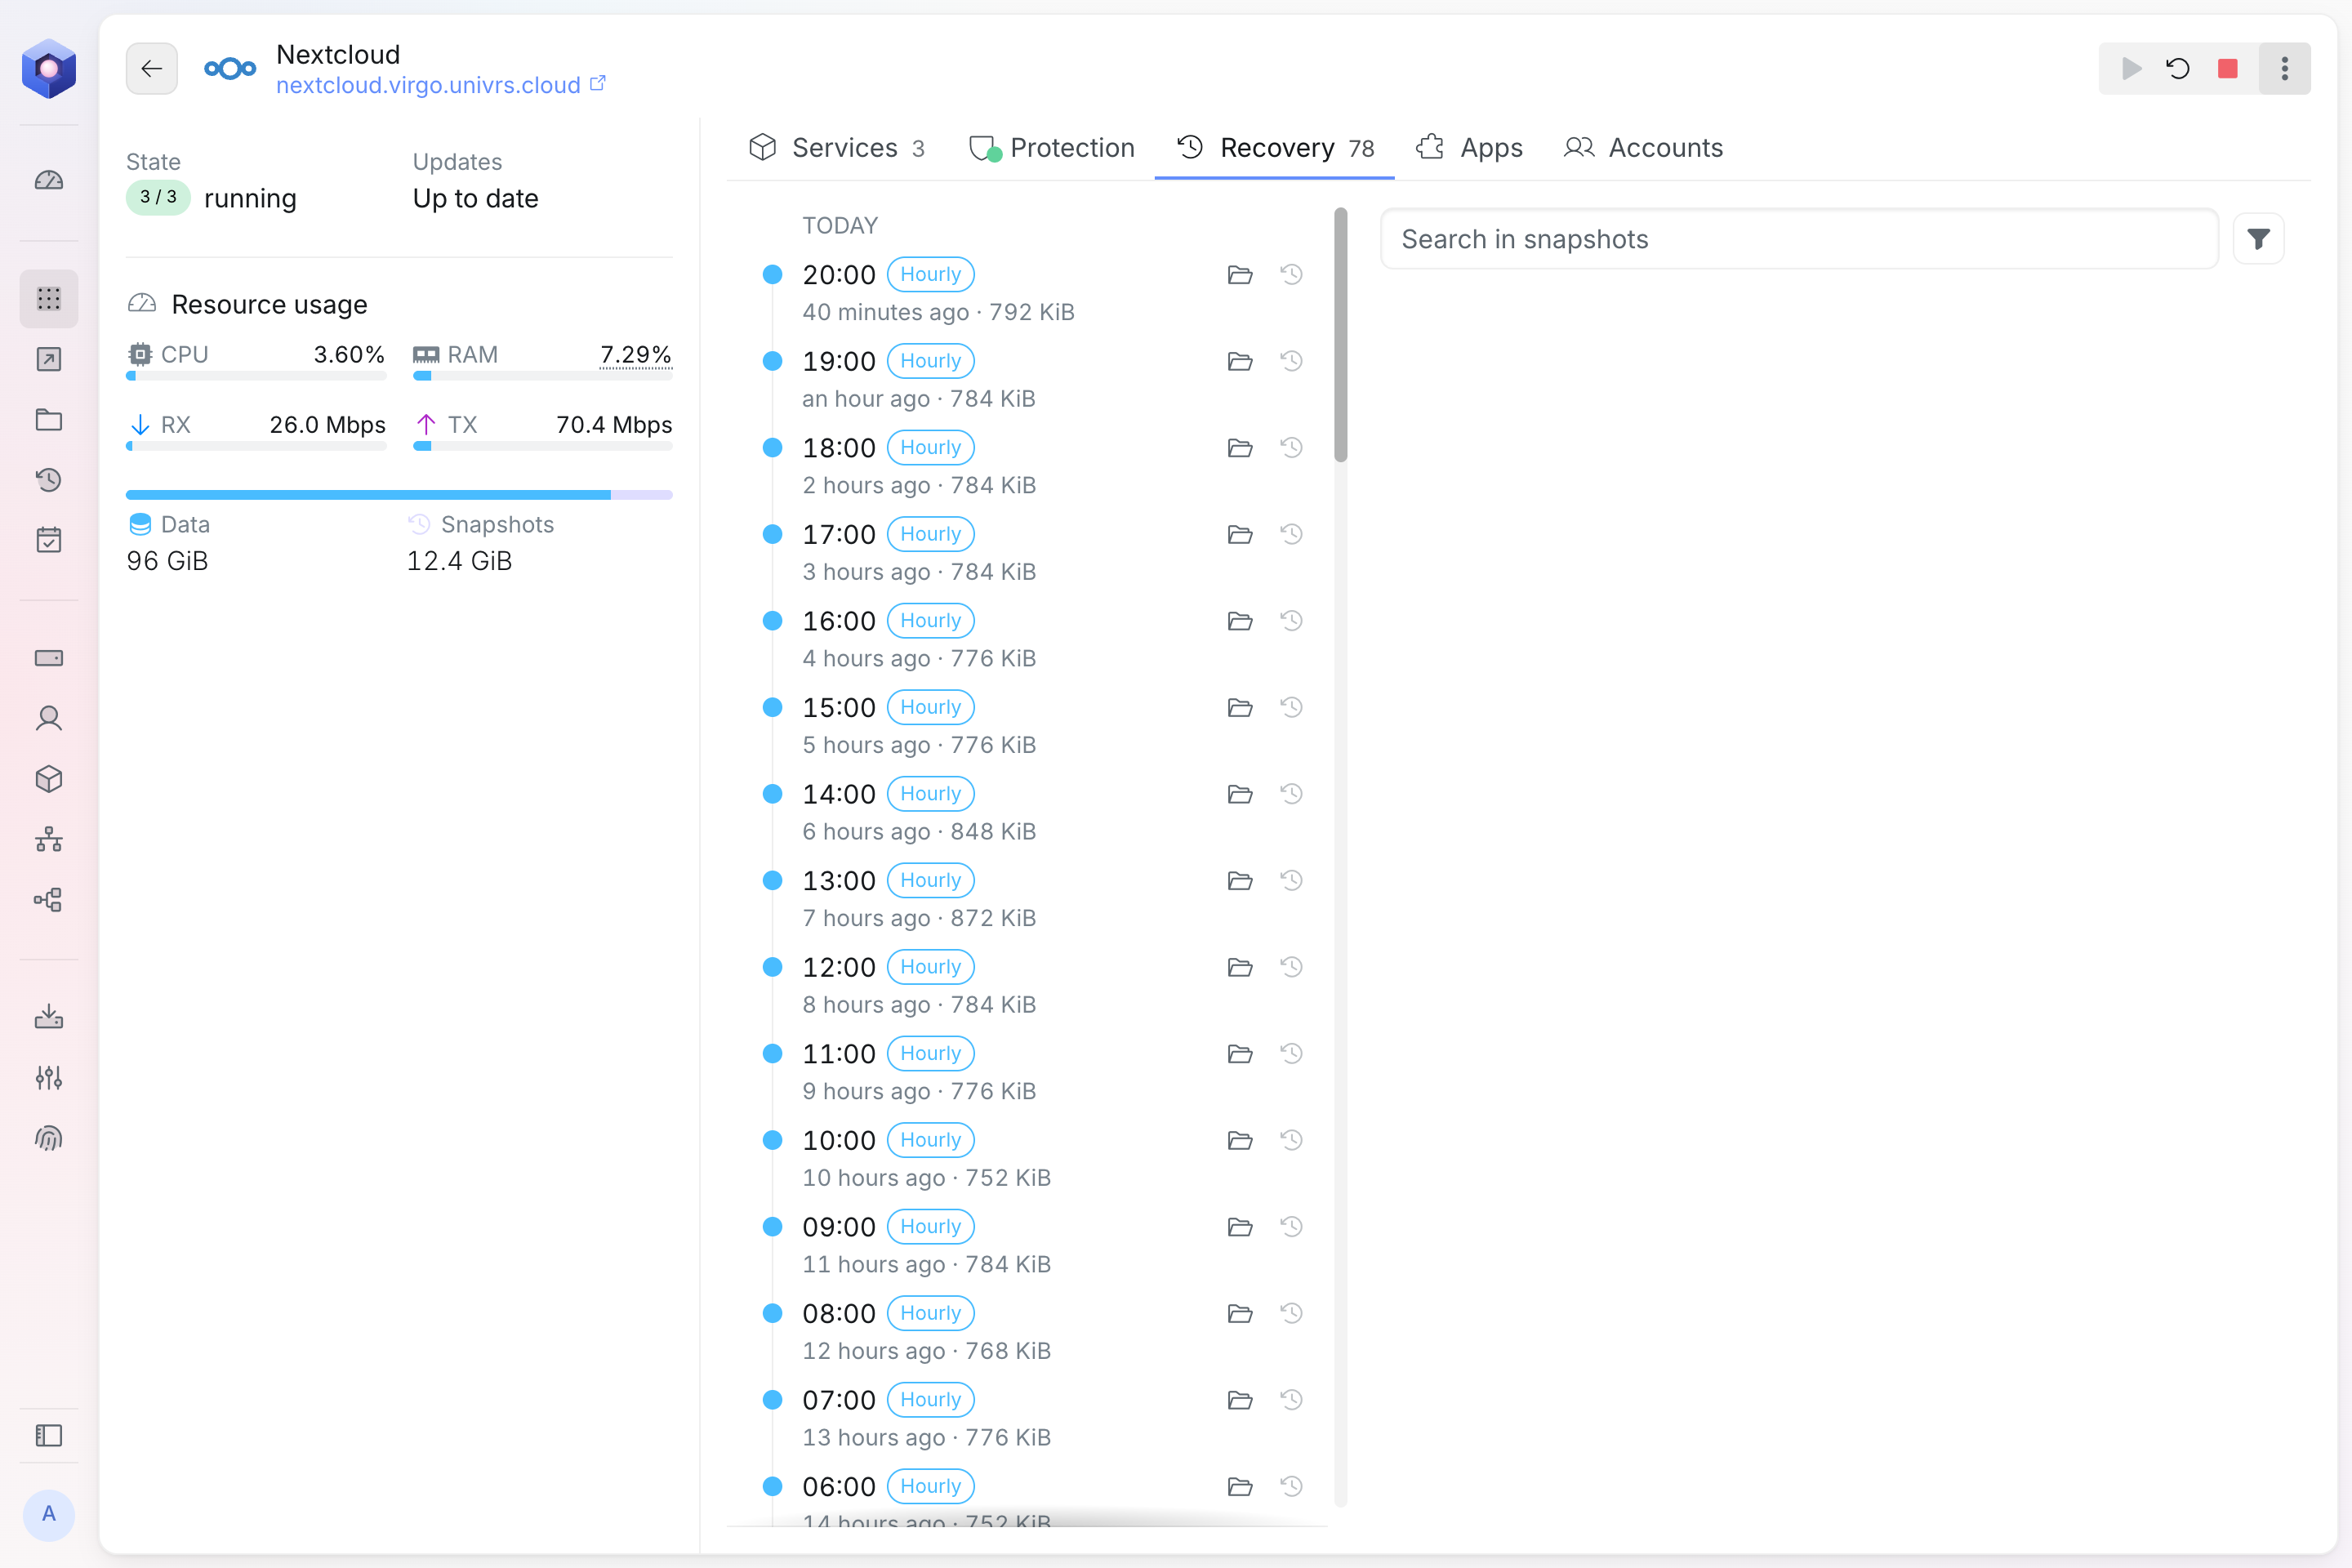 Nextcloud
nextcloud.virgo.univrs.cloud
State
3 / 3 running
Updates
Up to date
Resource usage
CPU 3.60%
RAM 7.29%
RX 26.0 Mbps
TX 70.4 Mbps
Data
96 GiB
Snapshots
12.4 GiB
A
Services 3
Protection
Recovery 78
Apps
Accounts
TODAY
20:00 Hourly
40 minutes ago · 792 KiB
19:00 Hourly
an hour ago · 784 KiB
18:00 Hourly
2 hours ago · 784 KiB
17:00 Hourly
3 hours ago · 784 KiB
16:00 Hourly
4 hours ago · 776 KiB
15:00 Hourly
5 hours ago · 776 KiB
14:00 Hourly
6 hours ago · 848 KiB
13:00 Hourly
7 hours ago · 872 KiB
12:00 Hourly
8 hours ago · 784 KiB
11:00 Hourly
9 hours ago · 776 KiB
10:00 Hourly
10 hours ago · 752 KiB
09:00 Hourly
11 hours ago · 784 KiB
08:00 Hourly
12 hours ago · 768 KiB
07:00 Hourly
13 hours ago · 776 KiB
06:00 Hourly
14 hours ago · 752 KiB
Search in snapshots